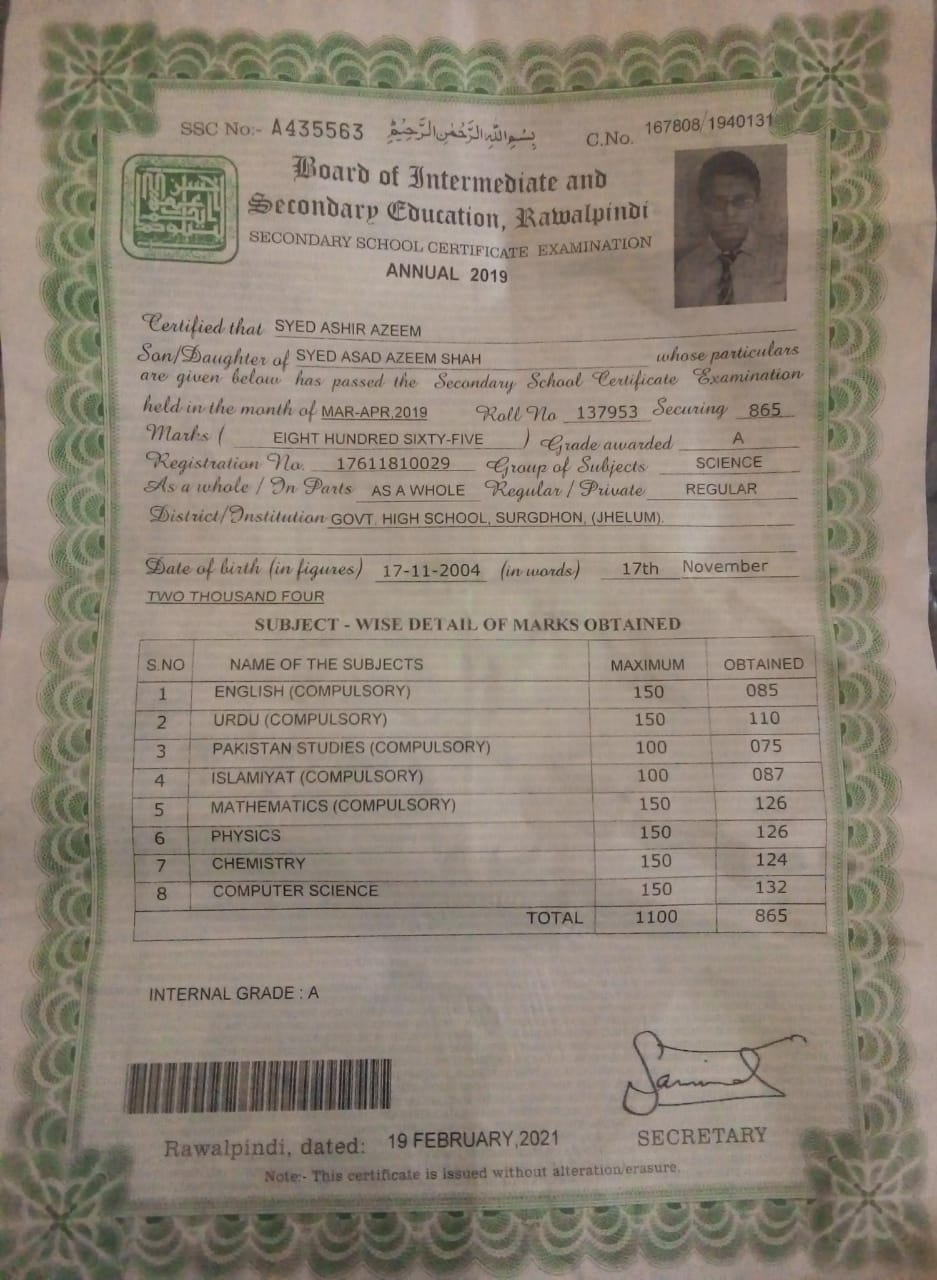 SSC No:- A435563 بِسْمِ اللّٰهِ الرَّحْمٰنِ الرَّحِيْمِ C.No. 167808/1940131
Board of Intermediate and
Secondary Education, Rawalpindi
SECONDARY SCHOOL CERTIFICATE EXAMINATION
ANNUAL 2019
Certified that SYED ASHIR AZEEM
Son/Daughter of SYED ASAD AZEEM SHAH whose particulars
are given below has passed the Secondary School Certificate Examination
held in the month of MAR-APR,2019 Roll No 137953 Securing 865
Marks ( EIGHT HUNDRED SIXTY-FIVE ) Grade awarded A
Registration No. 17611810029 Group of Subjects SCIENCE
As a whole / In Parts AS A WHOLE Regular / Private REGULAR
District/Institution GOVT. HIGH SCHOOL, SURGDHON, (JHELUM).
Date of birth (in figures) 17-11-2004 (in words) 17th November
TWO THOUSAND FOUR
SUBJECT - WISE DETAIL OF MARKS OBTAINED
S.NO NAME OF THE SUBJECTS MAXIMUM OBTAINED
1 ENGLISH (COMPULSORY) 150 085
2 URDU (COMPULSORY) 150 110
3 PAKISTAN STUDIES (COMPULSORY) 100 075
4 ISLAMIYAT (COMPULSORY) 100 087
5 MATHEMATICS (COMPULSORY) 150 126
6 PHYSICS 150 126
7 CHEMISTRY 150 124
8 COMPUTER SCIENCE 150 132
TOTAL 1100 865
INTERNAL GRADE : A
Rawalpindi, dated: 19 FEBRUARY,2021 SECRETARY
Note:- This certificate is issued without alteration/erasure.